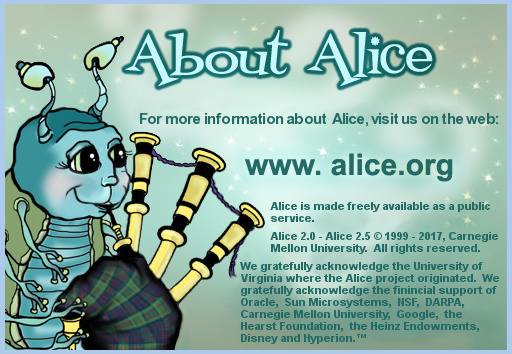 About Alice
For more information about Alice, visit us on the web:
www. alice.org
Alice is made freely available as a public
service.
Alice 2.0 - Alice 2.5 © 1999 - 2017, Carnegie
Mellon University. All rights reserved.
We gratefully acknowledge the University of
Virginia where the Alice project originated. We
gratefully acknowledge the finincial support of
Oracle, Sun Microsystems, NSF, DARPA,
Carnegie Mellon University, Google, the
Hearst Foundation, the Heinz Endowments,
Disney and Hyperion.™